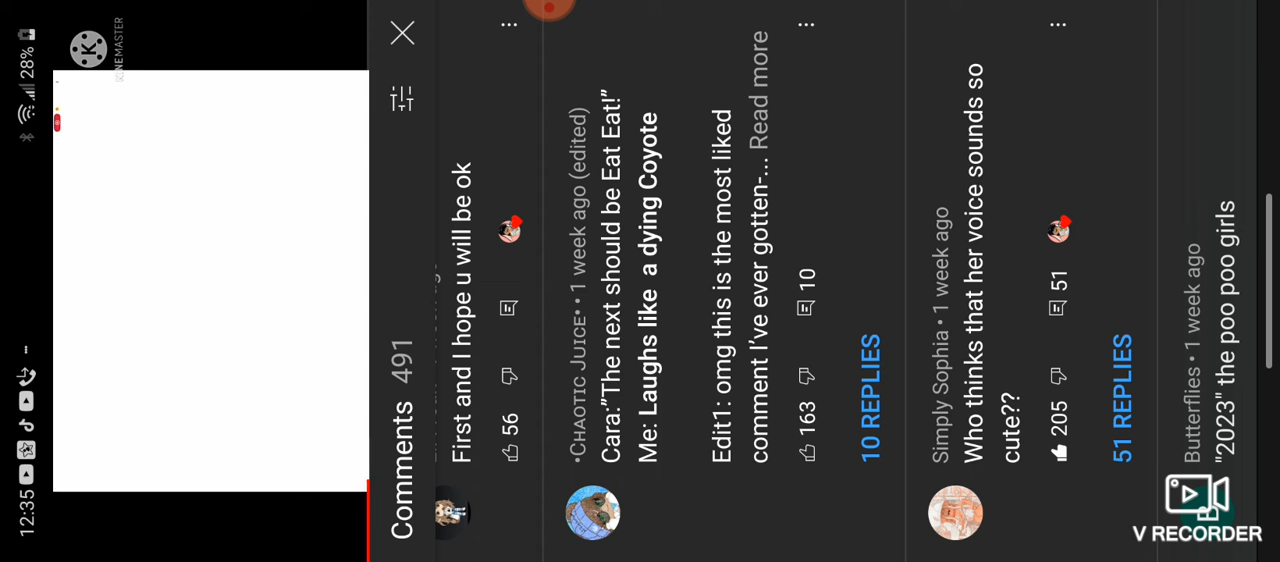 12:35
28%
KINEMASTER
Comments 491
First and I hope u will be ok
56
•Chaotic Juice• • 1 week ago (edited)
Cara:"The next should be Eat Eat!"
Me: Laughs like a dying Coyote
Edit1: omg this is the most liked
comment I've ever gotten-... Read more
163 10
10 REPLIES
Simply Sophia • 1 week ago
Who thinks that her voice sounds so
cute??
205 51
51 REPLIES
Butterflies • 1 week ago
"2023" the poo poo girls
V RECORDER